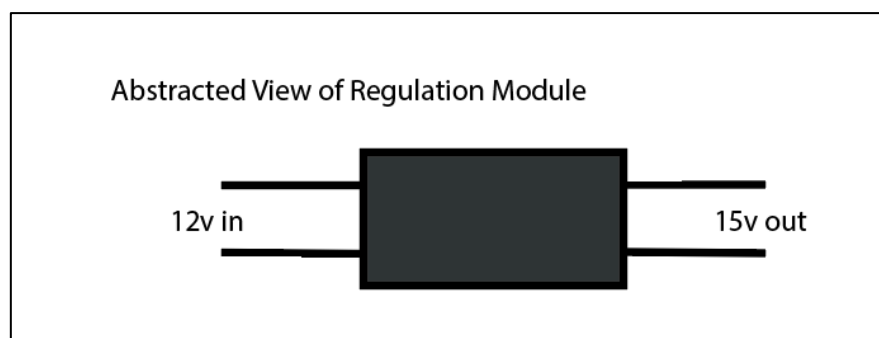 Abstracted View of Regulation Module
12v in
15v out